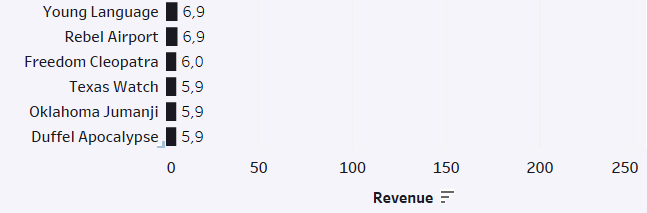 Young Language 6,9
Rebel Airport 6,9
Freedom Cleopatra 6,0
Texas Watch 5,9
Oklahoma Jumanji 5,9
Duffel Apocalypse 5,9
0 50 100 150 200 250
Revenue